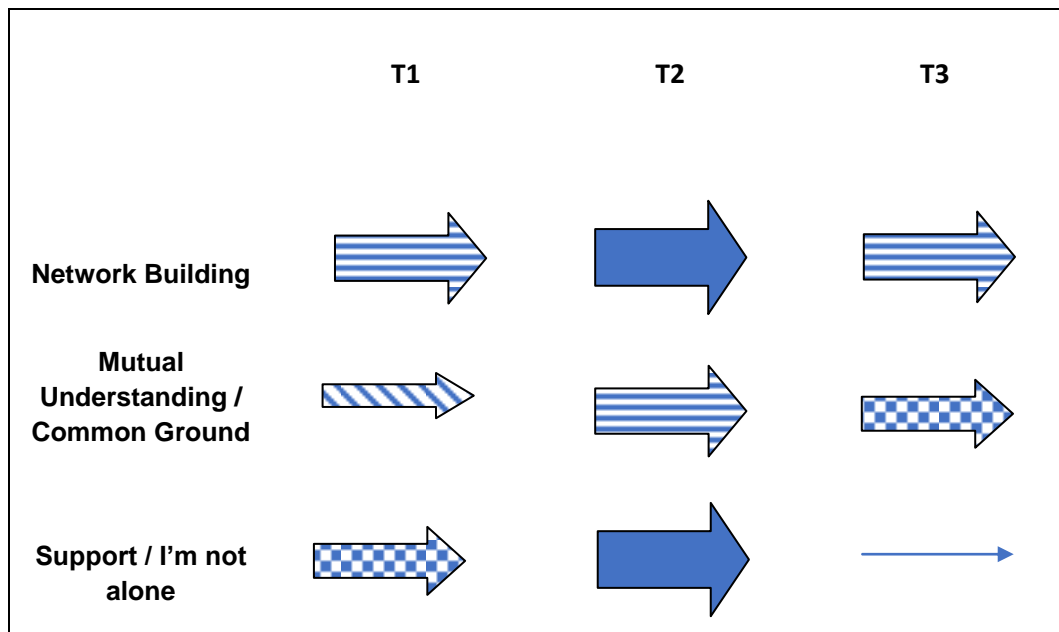 T1 T2 T3
Network Building
Mutual
Understanding /
Common Ground
Support / I’m not
alone